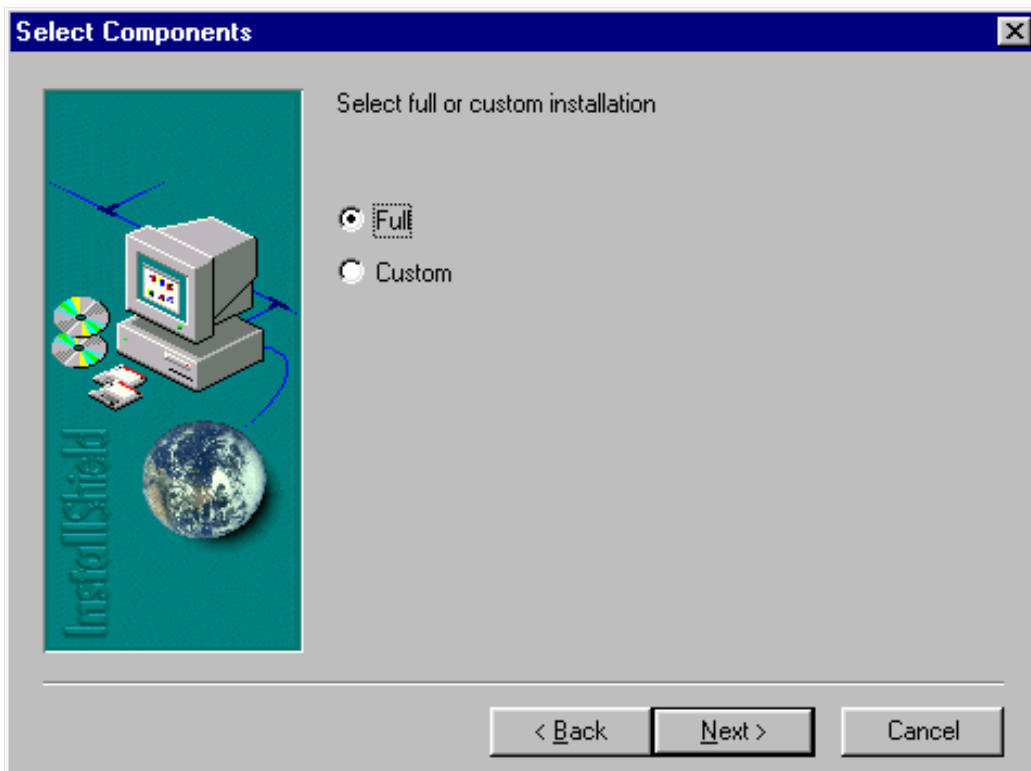 Select Components
Select full or custom installation
Full
Custom
InstallShield
< Back
Next >
Cancel